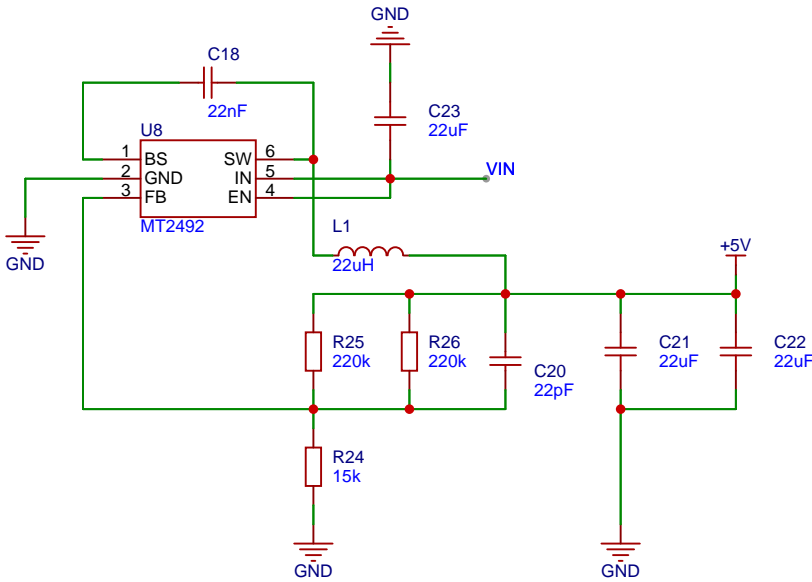 GND
C18
22nF
C23
22uF
U8
1 BS SW 6
2 GND IN 5
3 FB EN 4
MT2492
VIN
GND
L1
22uH
+5V
R25
220k
R26
220k
C20
22pF
C21
22uF
C22
22uF
R24
15k
GND
GND